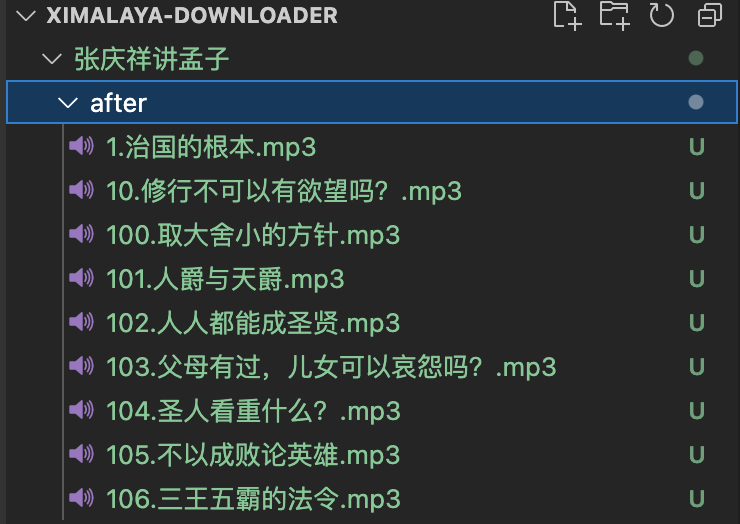 XIMALAYA-DOWNLOADER
张庆祥讲孟子
after
1.治国的根本.mp3 U
10.修行不可以有欲望吗？.mp3 U
100.取大舍小的方针.mp3 U
101.人爵与天爵.mp3 U
102.人人都能成圣贤.mp3 U
103.父母有过，儿女可以哀怨吗？.mp3 U
104.圣人看重什么？.mp3 U
105.不以成败论英雄.mp3 U
106.三王五霸的法令.mp3 U